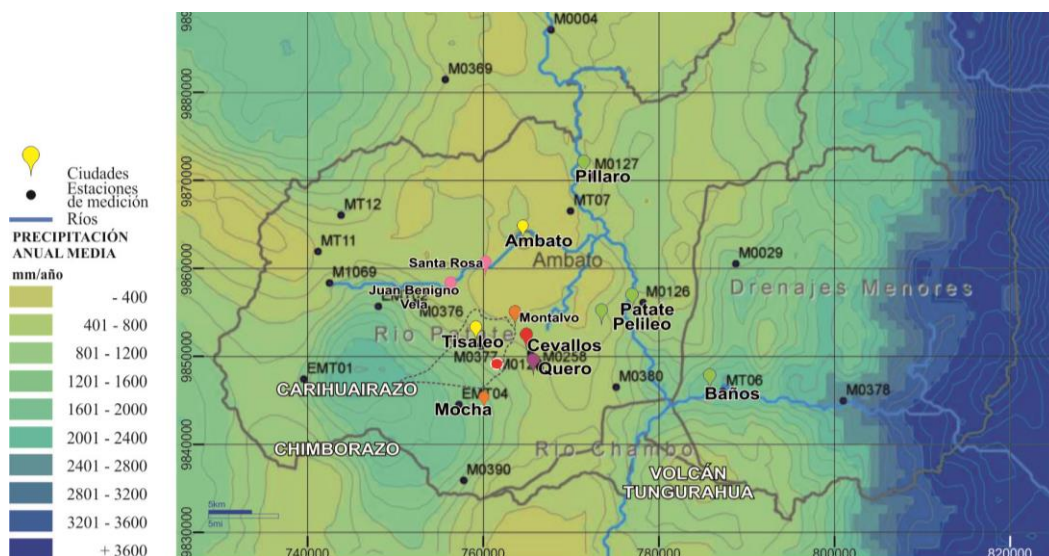 Ciudades
Estaciones
de medición
Ríos
PRECIPITACIÓN
ANUAL MEDIA
mm/año
- 400
401 - 800
801 - 1200
1201 - 1600
1601 - 2000
2001 - 2400
2401 - 2800
2801 - 3200
3201 - 3600
+ 3600
9880000
9870000
9860000
9850000
9840000
9830000
M0004
M0369
M0127
Pillaro
MT12
MT07
MT11
Ambato
Ambato
Santa Rosa
M0029
M1069
Juan Benigno
Vela
Drenajes Menores
M0376
Montalvo
M0126
Patate
Pelileo
Río Patate
Tisaleo
Cevallos
M0377
M0258
Quero
EMT01
CARIHUAIRAZO
EMT04
M0380
Baños
MT06
M0378
Mocha
CHIMBORAZO
Río Chambo
M0390
VOLCÁN
TUNGURAHUA
5km
5mi
740000
760000
780000
800000
820000